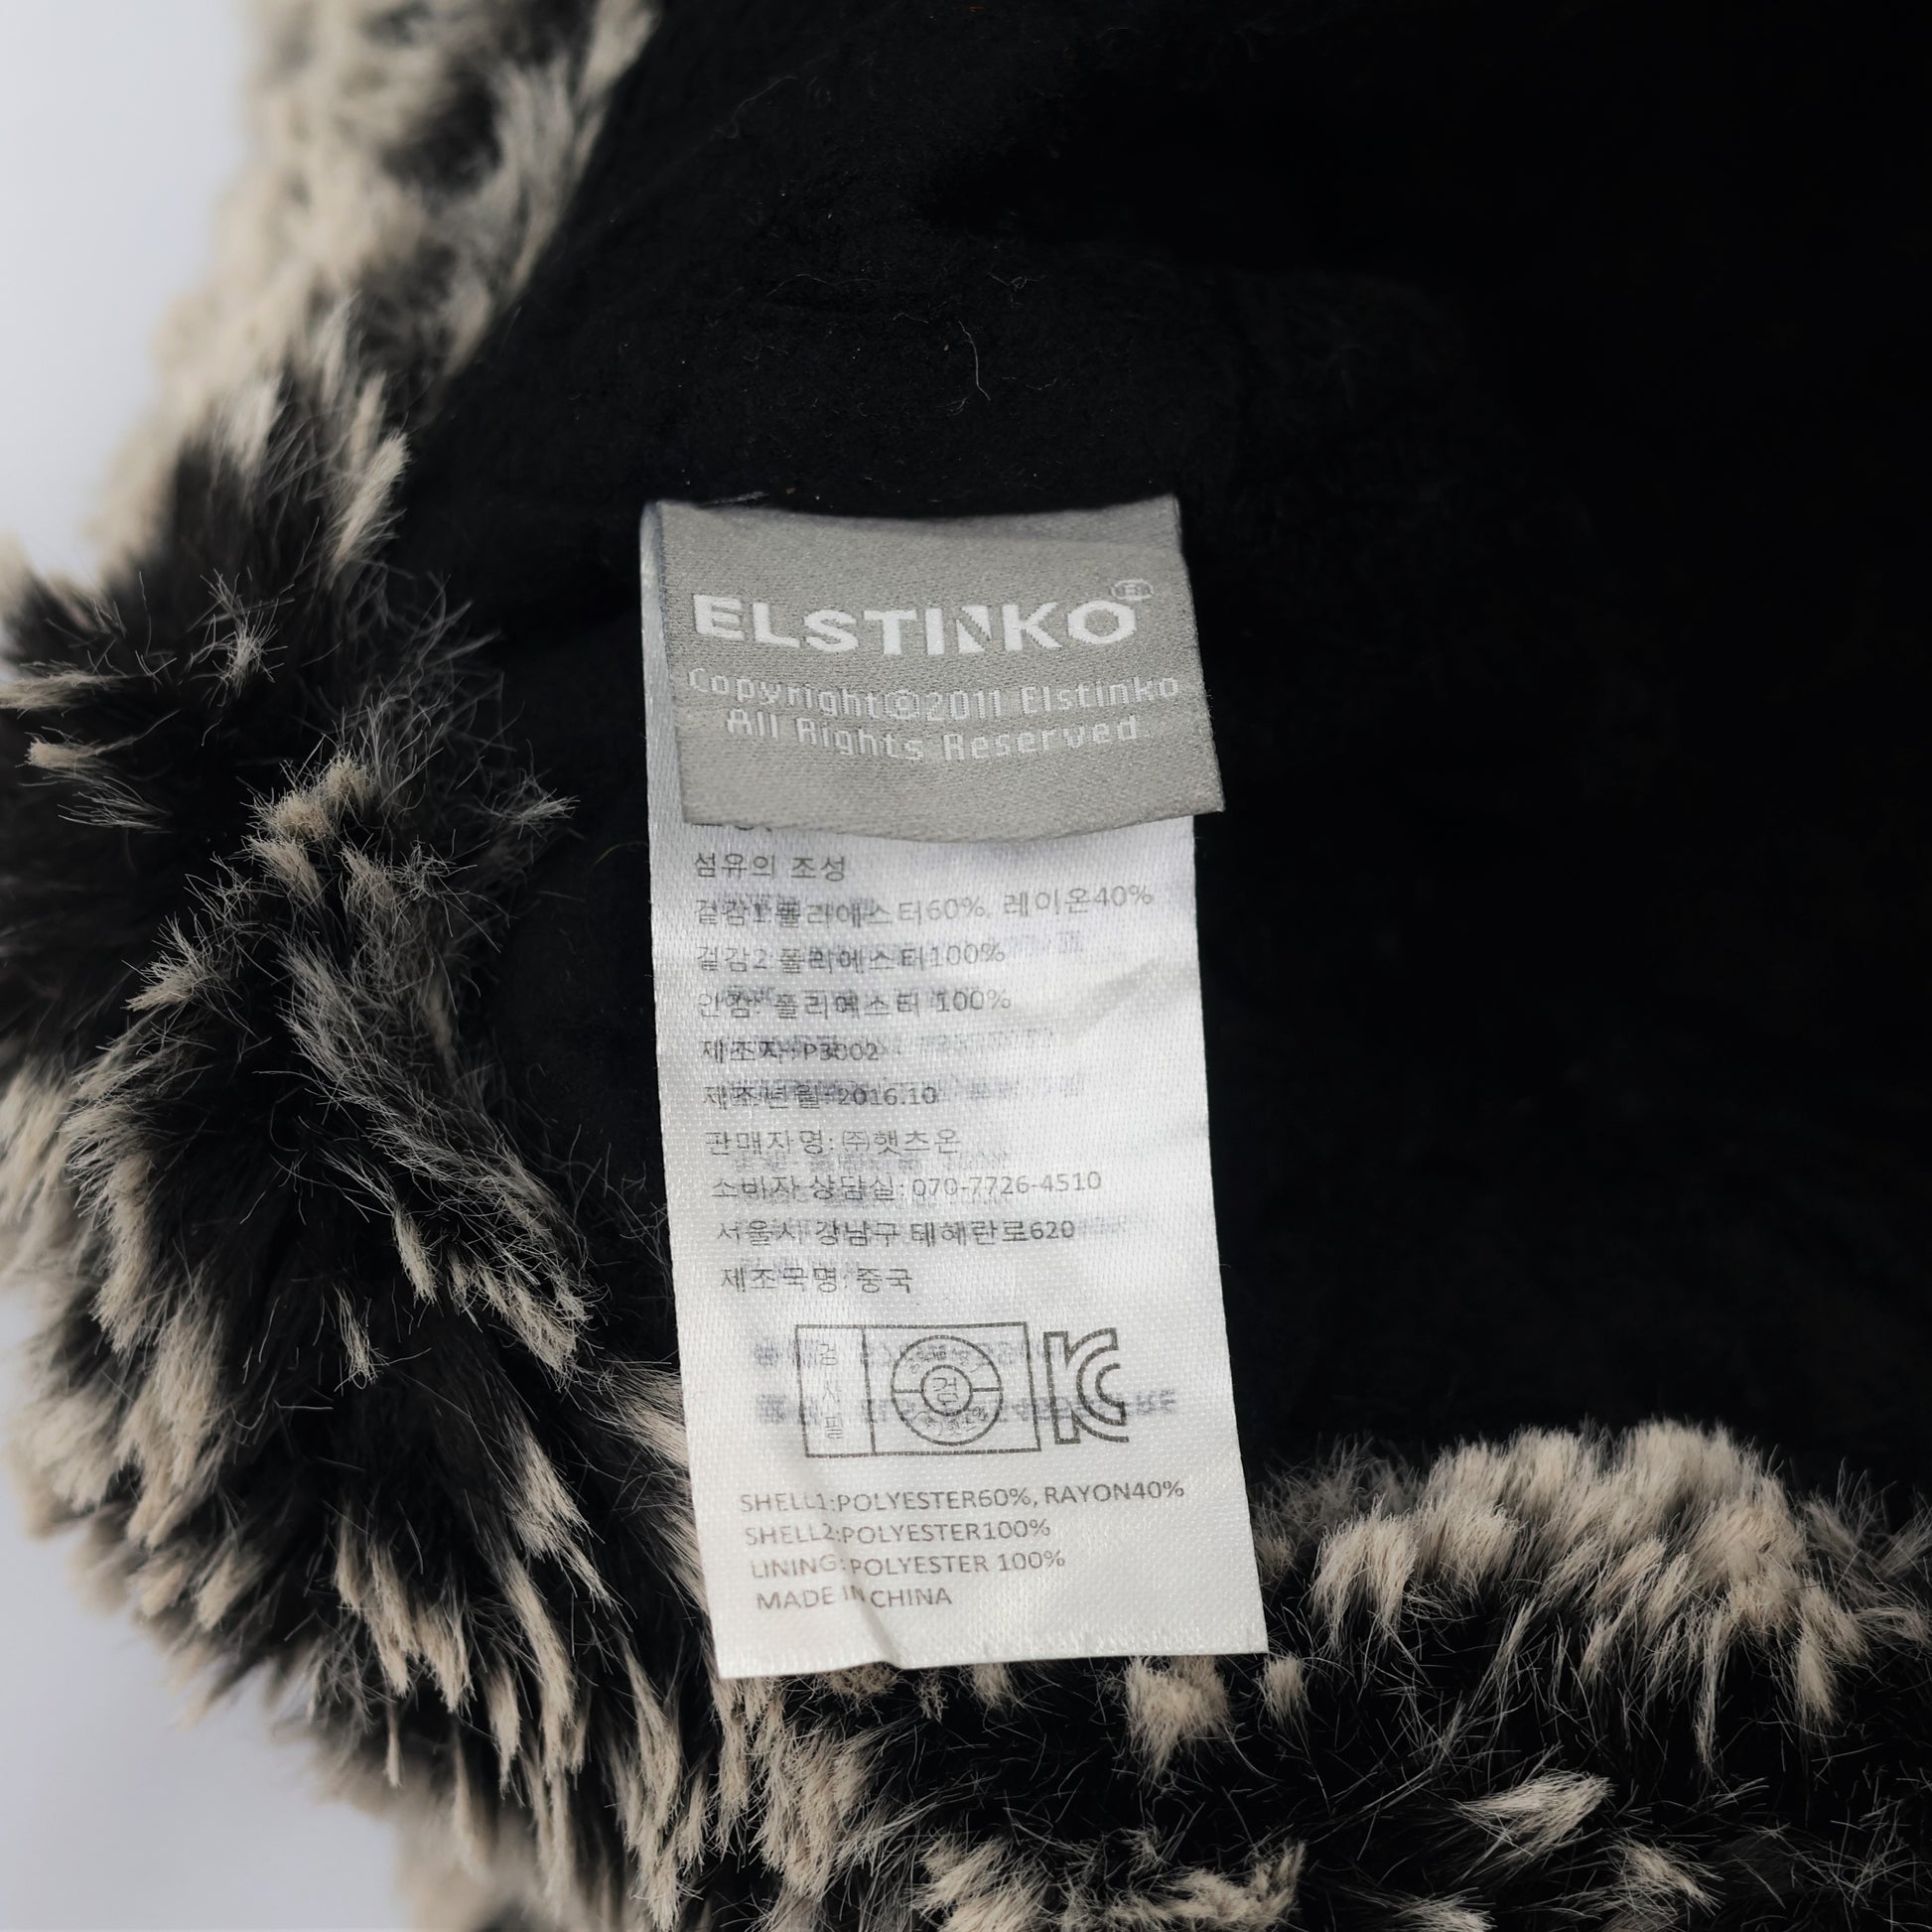 ELSTINKO
Copyright©2011 Elstinko
All Rights Reserved.
섬유의 조성
겉감1:폴리에스터60%, 레이온40%
겉감2 폴리에스터100%
안감: 폴리에스터 100%
제조자:P3002
제조년월:2016.10
판매자명:㈜햇츠온
소비자 상담실:070-7726-4510
서울시 강남구 테헤란로620
제조국명:중국
검사필
검
KC
SHELL1:POLYESTER60%,RAYON40%
SHELL2:POLYESTER100%
LINING:POLYESTER 100%
MADE IN CHINA